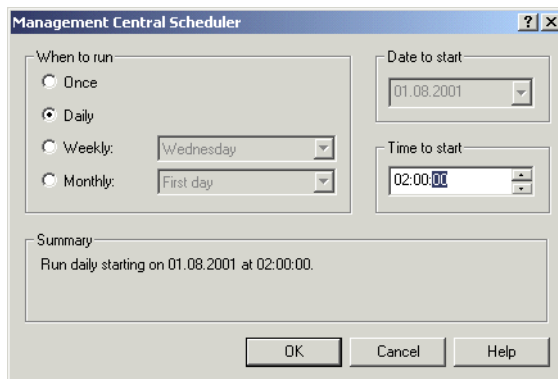 Management Central Scheduler
When to run
Once
Daily
Weekly: Wednesday
Monthly: First day
Date to start
01.08.2001
Time to start
02:00:00
Summary
Run daily starting on 01.08.2001 at 02:00:00.
OK Cancel Help